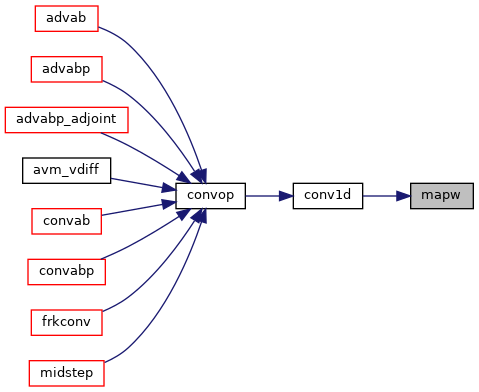 advab
advabp
advabp_adjoint
avm_vdiff
convab
convabp
frkconv
midstep
convop
conv1d
mapw